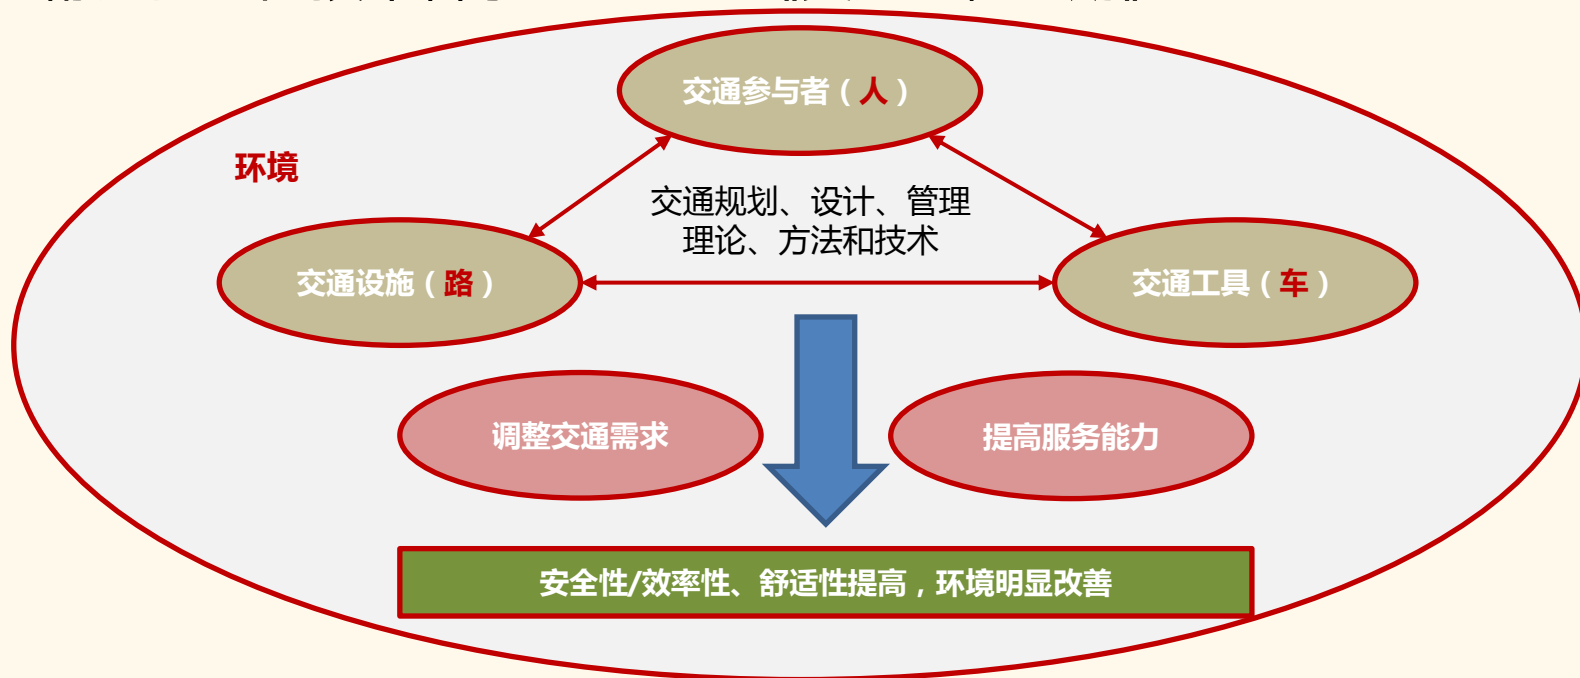 交通参与者（人）
环境
交通规划、设计、管理
理论、方法和技术
交通设施（路）
交通工具（车）
调整交通需求
提高服务能力
安全性/效率性、舒适性提高，环境明显改善